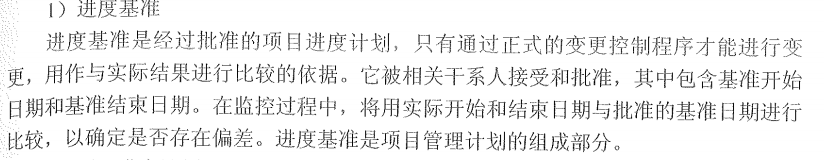 1）进度基准
进度基准是经过批准的项目进度计划，只有通过正式的变更控制程序才能进行变
更，用作与实际结果进行比较的依据。它被相关干系人接受和批准，其中包含基准开始
日期和基准结束日期。在监控过程中，将用实际开始和结束日期与批准的基准日期进行
比较，以确定是否存在偏差。进度基准是项目管理计划的组成部分。